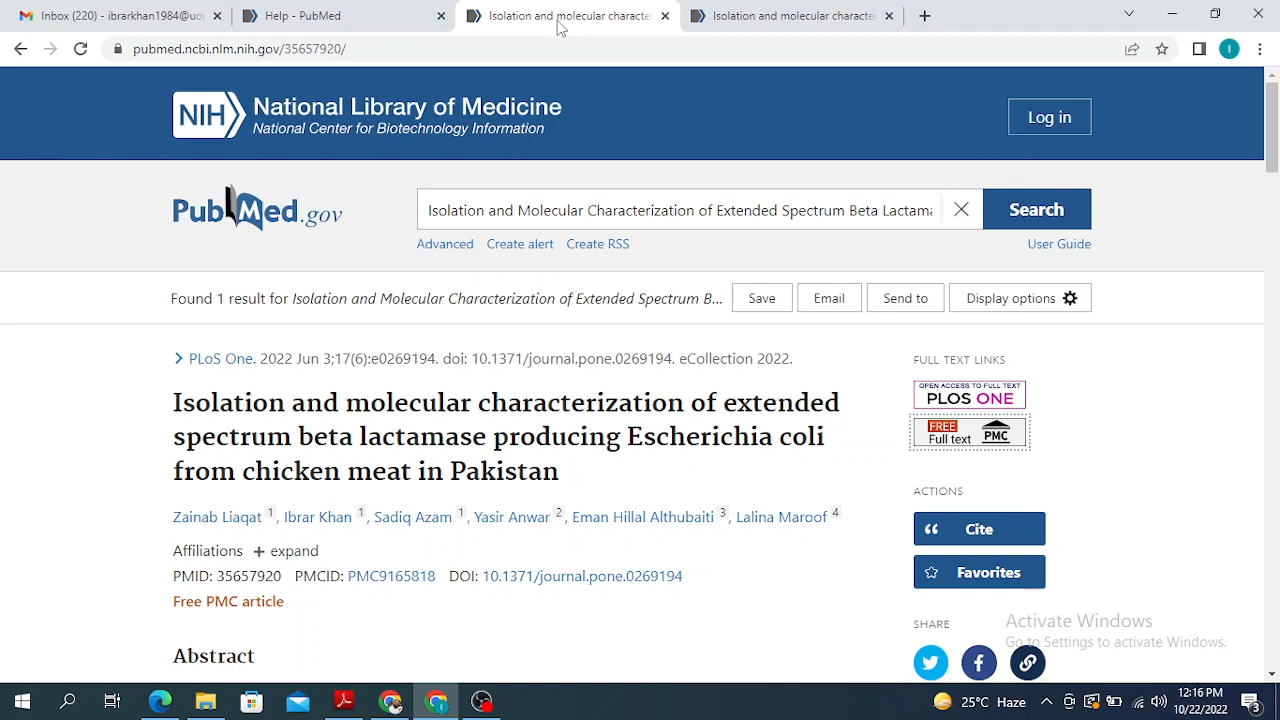 Inbox (220) - ibrarkhan1984@uop
Help - PubMed
Isolation and molecular characte
Isolation and molecular characte
pubmed.ncbi.nlm.nih.gov/35657920/
I
NIH National Library of Medicine
National Center for Biotechnology Information
Log in
PubMed.gov
Isolation and Molecular Characterization of Extended Spectrum Beta Lactama
Search
Advanced Create alert Create RSS
User Guide
Found 1 result for Isolation and Molecular Characterization of Extended Spectrum B...
Save
Email
Send to
Display options
PLoS One. 2022 Jun 3;17(6):e0269194. doi: 10.1371/journal.pone.0269194. eCollection 2022.
Isolation and molecular characterization of extended
spectrum beta lactamase producing Escherichia coli
from chicken meat in Pakistan
Zainab Liaqat 1, Ibrar Khan 1, Sadiq Azam 1, Yasir Anwar 2, Eman Hillal Althubaiti 3, Lalina Maroof 4
Affiliations + expand
PMID: 35657920 PMCID: PMC9165818 DOI: 10.1371/journal.pone.0269194
Free PMC article
Abstract
FULL TEXT LINKS
OPEN ACCESS TO FULL TEXT
PLOS ONE
FREE
Full text PMC
ACTIONS
Cite
Favorites
SHARE
Activate Windows
Go to Settings to activate Windows.
25°C Haze
12:16 PM
10/22/2022
3